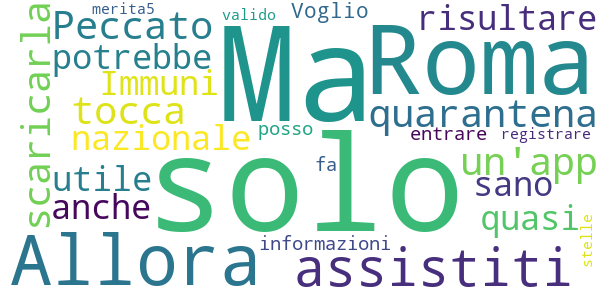 merita5
valido
Voglio
Peccato
risultare
potrebbe
Ma
Roma
scaricarla
Immuni
tocca
quarantena
nazionale
posso
entrare
registrare
fa
solo
un'app
utile
sano
anche
quasi
Allora
informazioni
assistiti
stelle